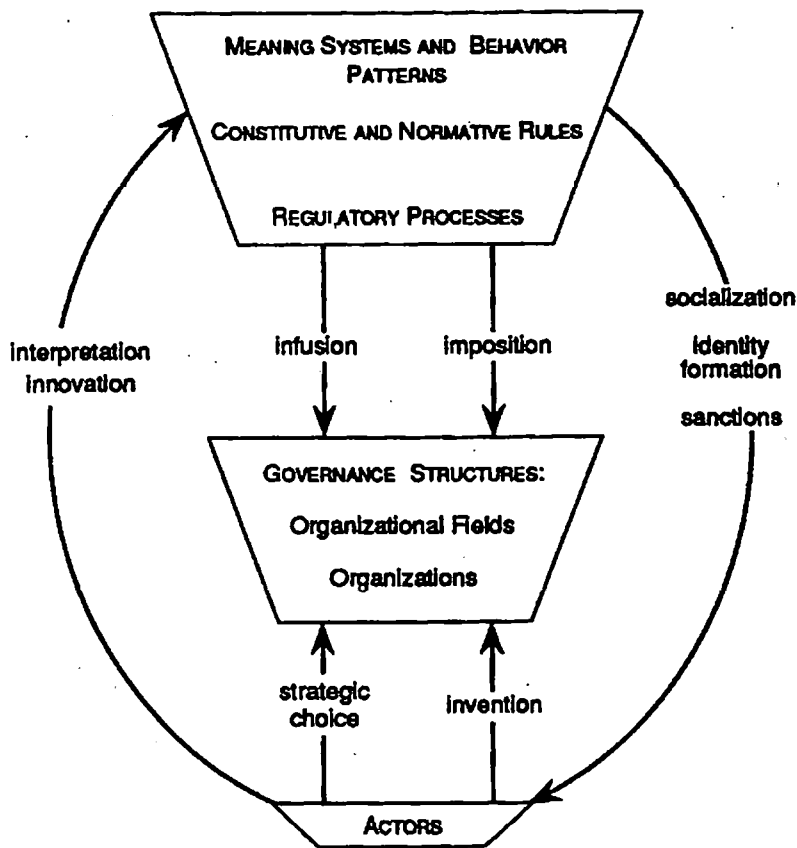 MEANING SYSTEMS AND BEHAVIOR
PATTERNS
CONSTITUTIVE AND NORMATIVE RULES
REGULATORY PROCESSES
interpretation
innovation
infusion
imposition
socialization
identity
formation
sanctions
GOVERNANCE STRUCTURES:
Organizational Fields
Organizations
strategic
choice
invention
ACTORS